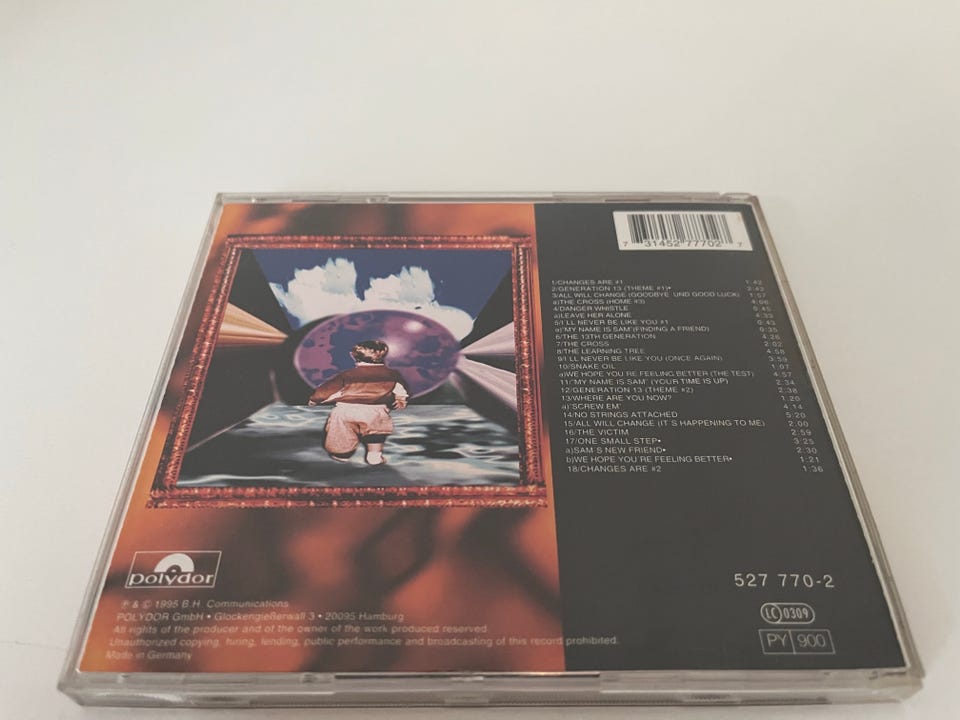 7 31452 77702 7
1/CHANGES ARE #1 1:42
2/GENERATION 13 (THEME #1)• 2:43
3/ALL WILL CHANGE (GOODBYE UND GOOD LUCK) 1:57
a)THE CROSS (HOME #3) 4:06
4/DANGER WHISTLE 0:45
a)LEAVE HER ALONE 4:33
5/I'LL NEVER BE LIKE YOU #1 0:43
a)'MY NAME IS SAM'(FINDING A FRIEND) 0:35
6/THE 13TH GENERATION 4:26
7/THE CROSS 2:02
8/THE LEARNING TREE 4:58
9/I'LL NEVER BE LIKE YOU (ONCE AGAIN) 3:59
10/SNAKE OIL 1:07
a)WE HOPE YOU'RE FEELING BETTER (THE TEST) 4:57
11/"MY NAME IS SAM" (YOUR TIME IS UP) 2:34
12/GENERATION 13 (THEME #2) 2:38
13/WHERE ARE YOU NOW? 1:20
a)'SCREW EM' 4:14
14/NO STRINGS ATTACHED 5:20
15/ALL WILL CHANGE (IT'S HAPPENING TO ME) 2:00
16/THE VICTIM 2:59
17/ONE SMALL STEP• 3:25
a)SAM'S NEW FRIEND• 2:30
b)WE HOPE YOU'RE FEELING BETTER• 1:21
18/CHANGES ARE #2 1:36
polydor
527 770-2
℗ & © 1995 B.H. Communications
POLYDOR GmbH • Glockengießerwall 3 • 20095 Hamburg
LC 0309
All rights of the producer and of the owner of the work produced reserved.
Unauthorized copying, hiring, lending, public performance and broadcasting of this record prohibited.
PY 900
Made in Germany